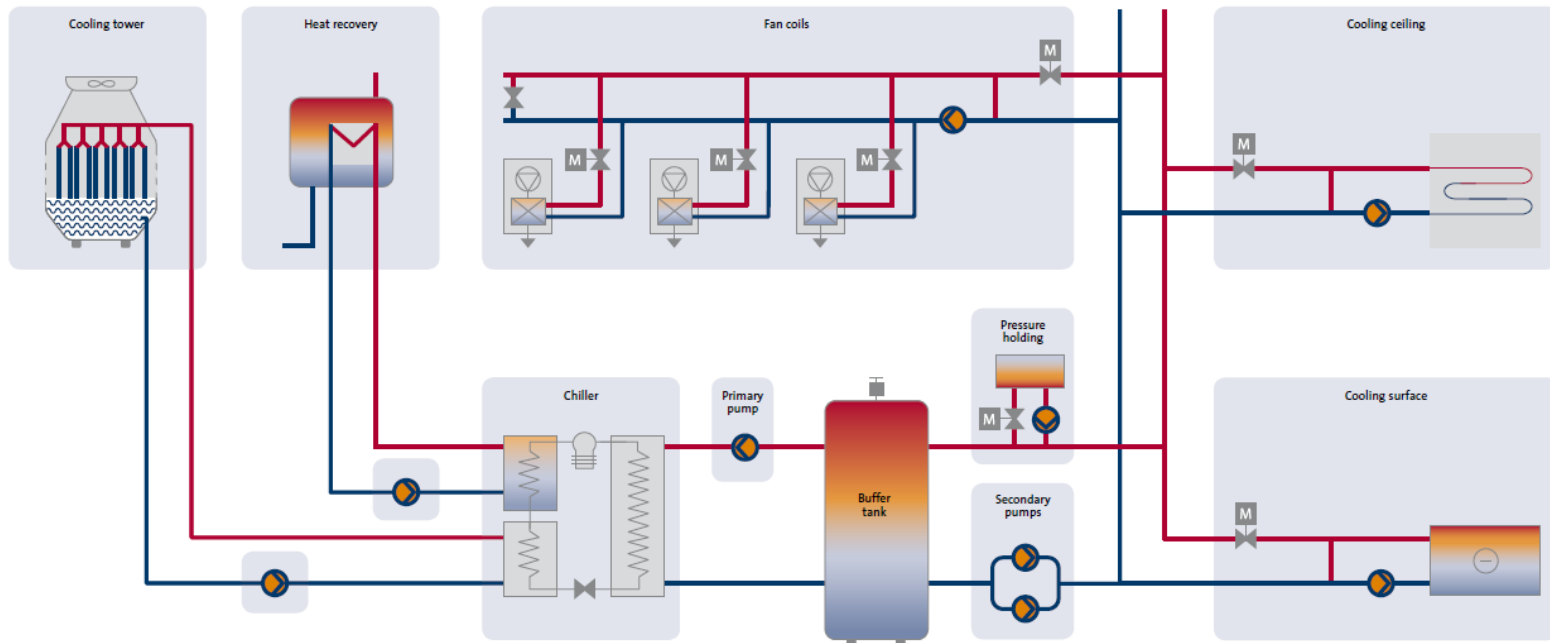 Cooling tower
Heat recovery
Fan coils
Cooling ceiling
M
M
M
M
M
Pressure
holding
M
Chiller
Primary
pump
Cooling surface
Buffer
tank
Secondary
pumps
M